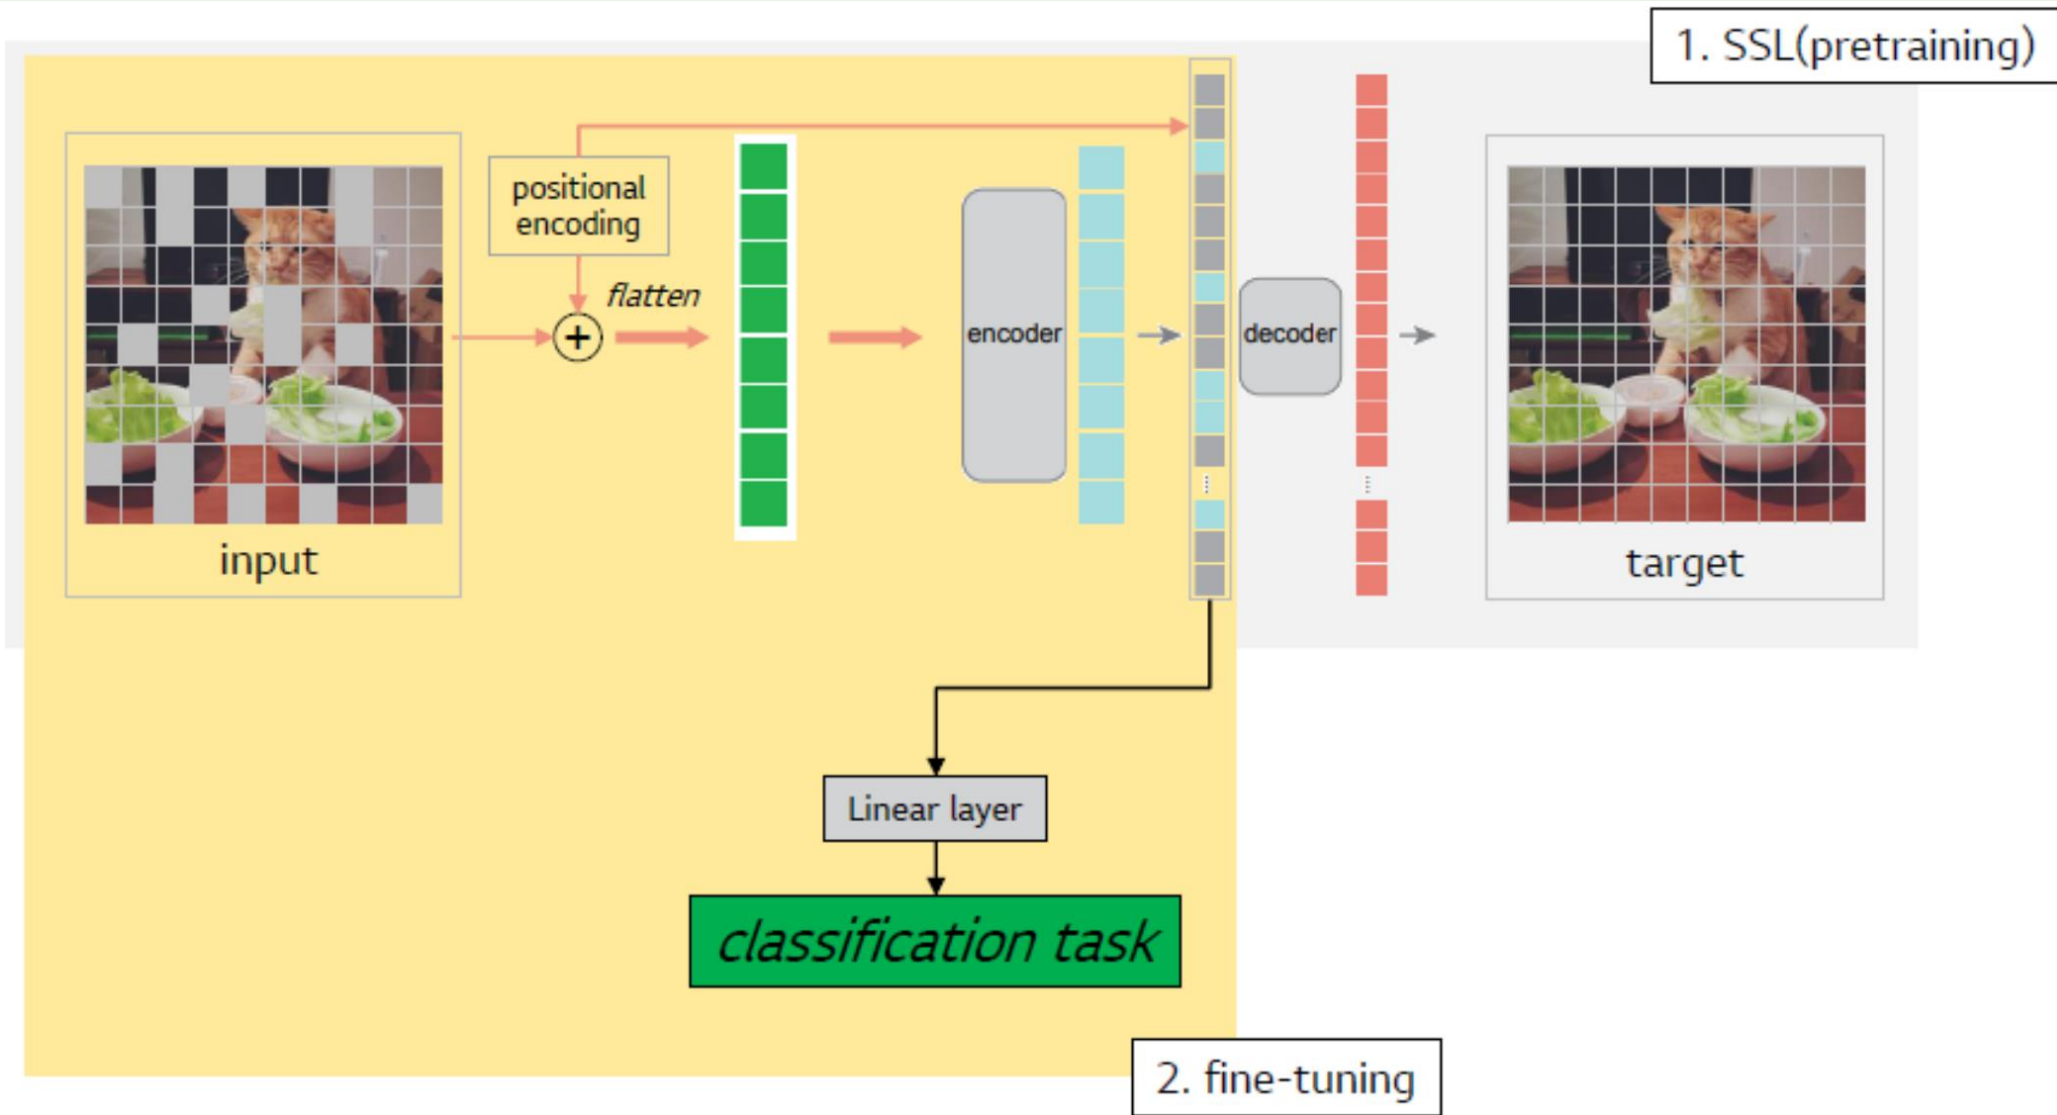 1. SSL(pretraining)
positional
encoding
flatten
+
encoder
decoder
input
target
Linear layer
classification task
2. fine-tuning